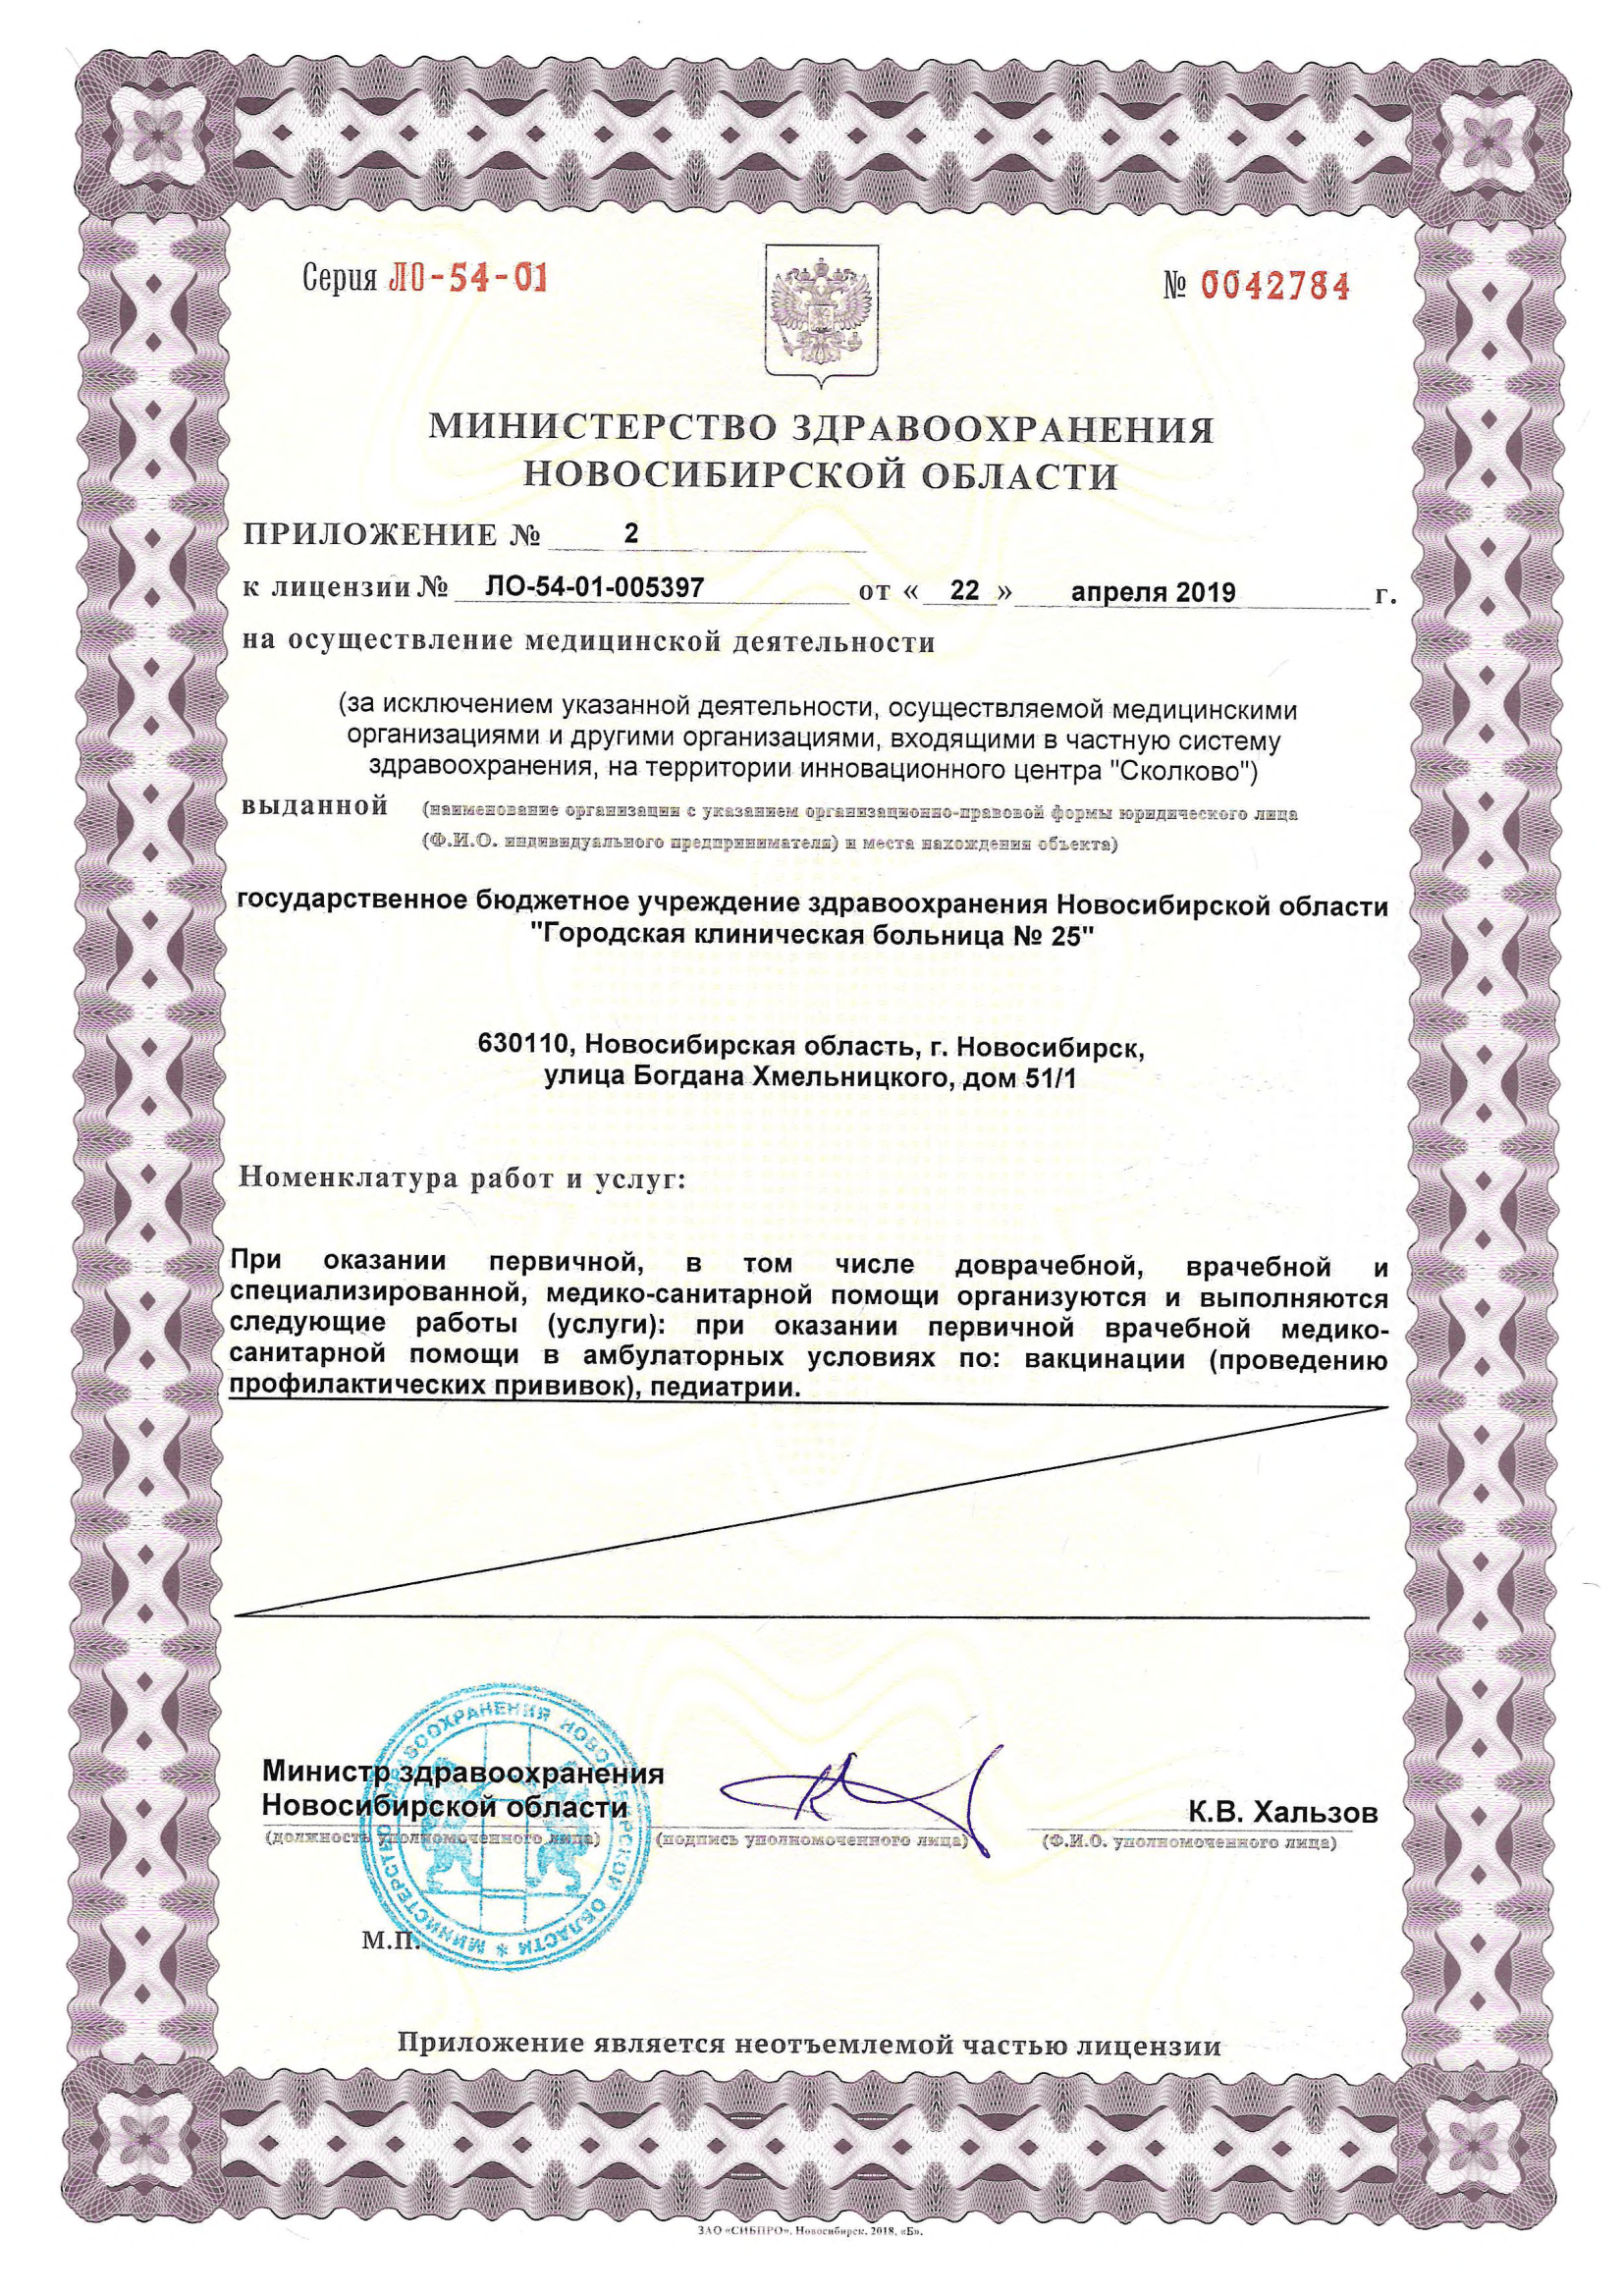 Серия ЛО-54-01
№ 0042784
МИНИСТЕРСТВО ЗДРАВООХРАНЕНИЯ
НОВОСИБИРСКОЙ ОБЛАСТИ
ПРИЛОЖЕНИЕ № 2
к лицензии № ЛО-54-01-005397 от « 22 » апреля 2019 г.
на осуществление медицинской деятельности
(за исключением указанной деятельности, осуществляемой медицинскими
организациями и другими организациями, входящими в частную систему
здравоохранения, на территории инновационного центра "Сколково")
выданной (наименование организации с указанием организационно-правовой формы юридического лица
(Ф.И.О. индивидуального предпринимателя) и места нахождения объекта)
государственное бюджетное учреждение здравоохранения Новосибирской области
"Городская клиническая больница № 25"
630110, Новосибирская область, г. Новосибирск,
улица Богдана Хмельницкого, дом 51/1
Номенклатура работ и услуг:
При оказании первичной, в том числе доврачебной, врачебной и
специализированной, медико-санитарной помощи организуются и выполняются
следующие работы (услуги): при оказании первичной врачебной медико-
санитарной помощи в амбулаторных условиях по: вакцинации (проведению
профилактических прививок), педиатрии.
Министр здравоохранения
Новосибирской области
К.В. Хальзов
(должность уполномоченного лица) (подпись уполномоченного лица) (Ф.И.О. уполномоченного лица)
МИНИСТЕРСТВО ЗДРАВООХРАНЕНИЯ НОВОСИБИРСКОЙ ОБЛАСТИ *
М.П.
Приложение является неотъемлемой частью лицензии
ЗАО «СИБПРО», Новосибирск, 2018, «Б».